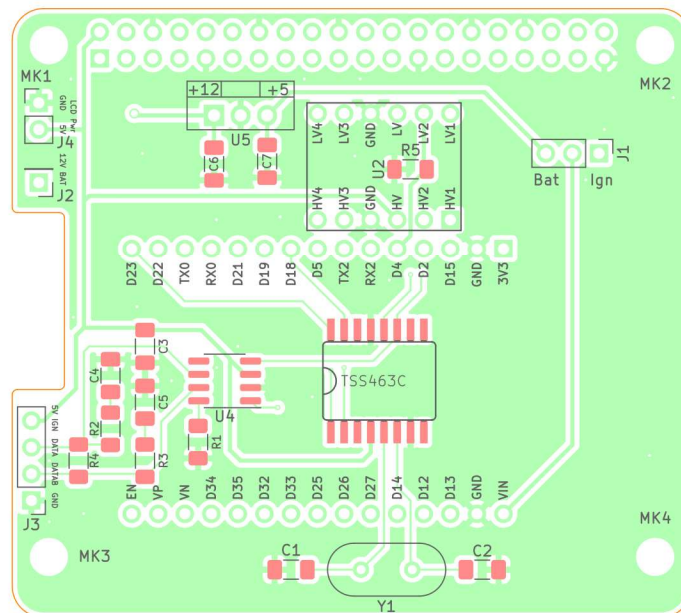 MK1
MK2
GND
LCD Pwr
5V
J4
12V BAT
J2
+12
+5
U5
C6
C7
LV4
LV3
GND
LV
LV2
LV1
R5
U2
HV4
HV3
GND
HV
HV2
HV1
J1
Bat
Ign
D23
D22
TX0
RX0
D21
D19
D18
D5
TX2
RX2
D4
D2
D15
GND
3V3
C3
C4
C5
TSS463C
U4
5V IGN
DATA
DATAB
GND
J3
R2
R4
R3
R1
EN
VP
VN
D34
D35
D32
D33
D25
D26
D27
D14
D12
D13
GND
VIN
MK3
MK4
C1
C2
Y1